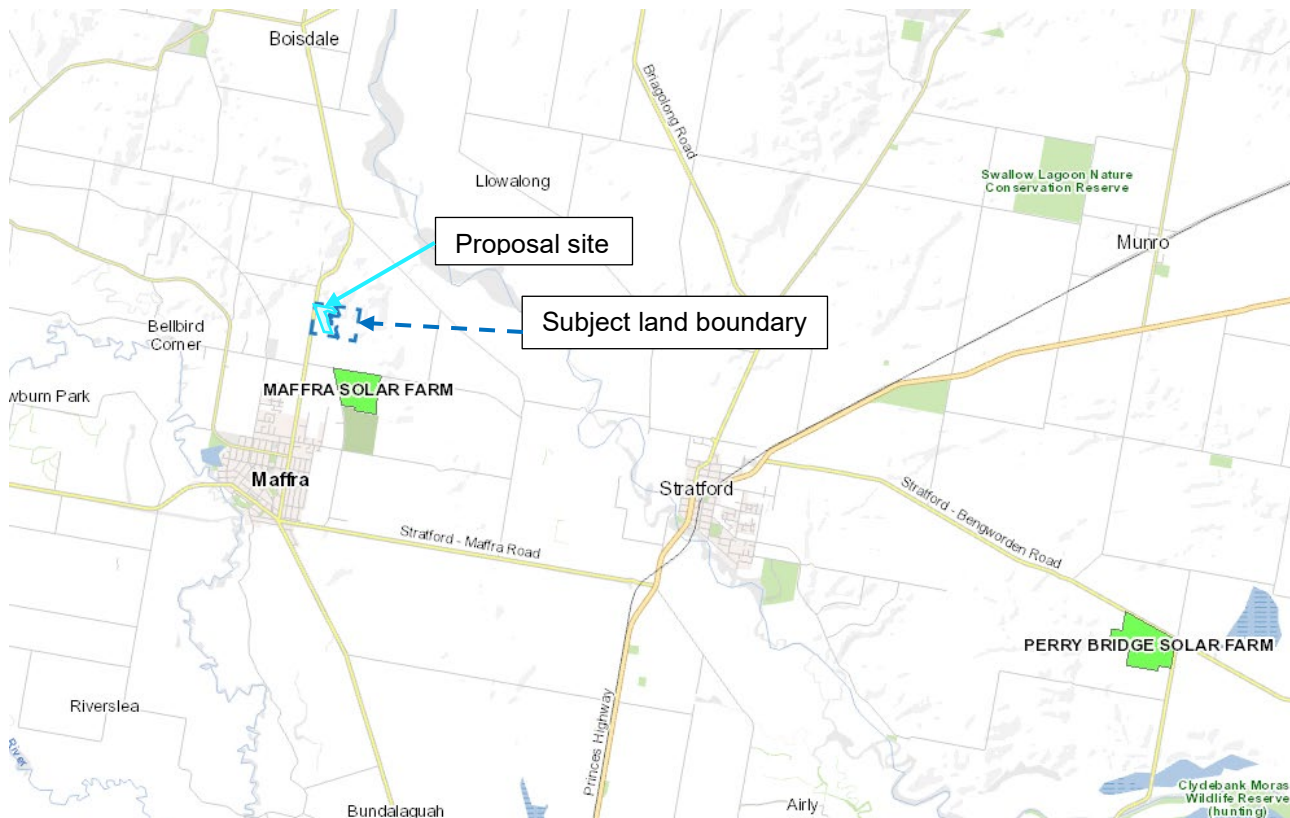 Boisdale
Briagolong Road
Llowalong
Swallow Lagoon Nature
Conservation Reserve
Munro
Proposal site
Subject land boundary
Bellbird
Corner
wburn Park
MAFFRA SOLAR FARM
Maffra
Stratford
Stratford - Maffra Road
Stratford - Bengworden Road
PERRY BRIDGE SOLAR FARM
Riverslea
River
Princes Highway
Bundalaguah
Airly
Clydebank Moras
Wildlife Reserve
(hunting)